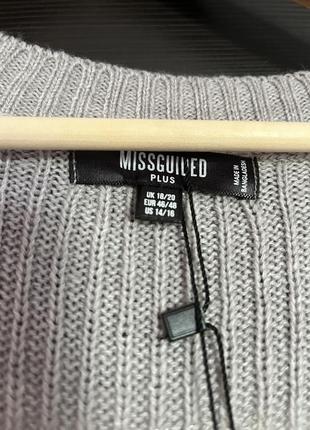 MISSGUIDED
PLUS
MADE IN
BANGLADESH
UK 18/20
EUR 46/48
US 14/16